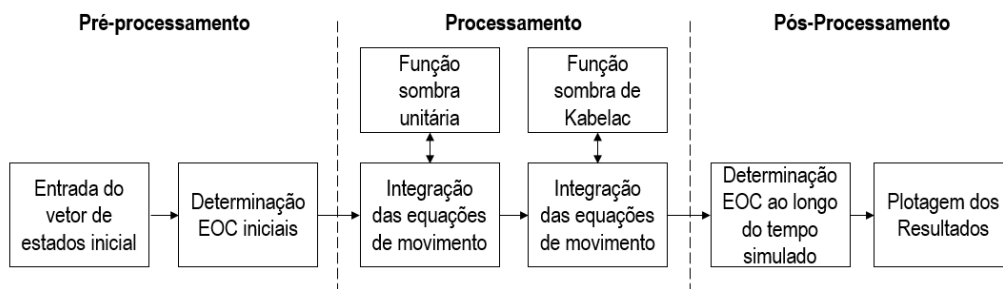 Pré-processamento
Processamento
Pós-Processamento
Função
sombra
unitária
Função
sombra de
Kabelac
Entrada do
vetor de
estados inicial
Determinação
EOC iniciais
Integração
das equações
de movimento
Integração
das equações
de movimento
Determinação
EOC ao longo
do tempo
simulado
Plotagem dos
Resultados